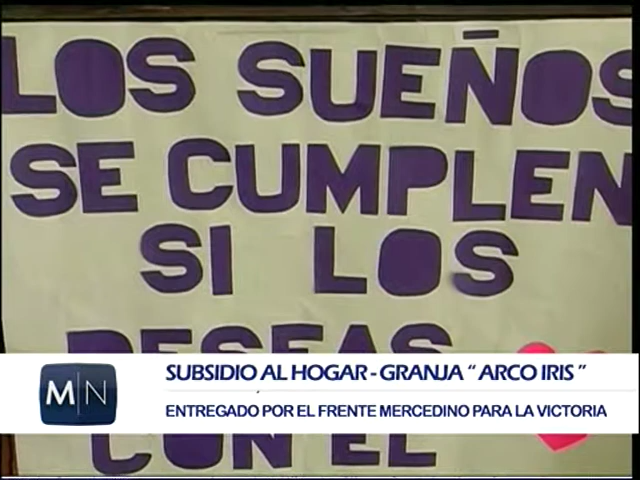 LOS SUEÑOS
SE CUMPLEN
SI LOS
DESEAS
M|N
SUBSIDIO AL HOGAR - GRANJA “ ARCO IRIS ”
ENTREGADO POR EL FRENTE MERCEDINO PARA LA VICTORIA
CON EL